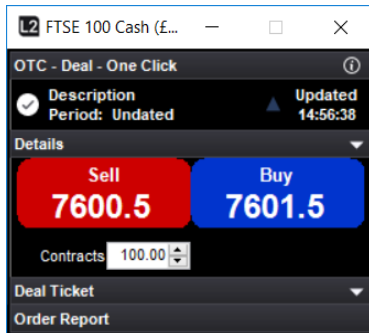 L2 FTSE 100 Cash (£...
OTC - Deal - One Click
Description
Period: Undated
Updated
14:56:38
Details
Sell
7600.5
Buy
7601.5
Contracts 100.00
Deal Ticket
Order Report